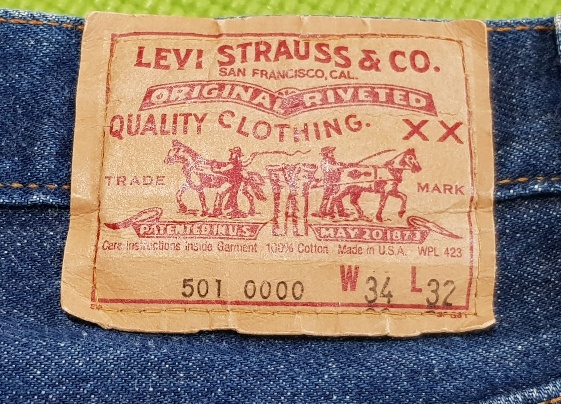 LEVI STRAUSS & CO.
SAN FRANCISCO, CAL.
ORIGINAL RIVETED
QUALITY CLOTHING. XX
TRADE MARK
PATENTED IN U.S. MAY 20 1873
Care Instructions Inside Garment 100% Cotton Made in U.S.A. WPL 423
501 0000 W 34 L 32